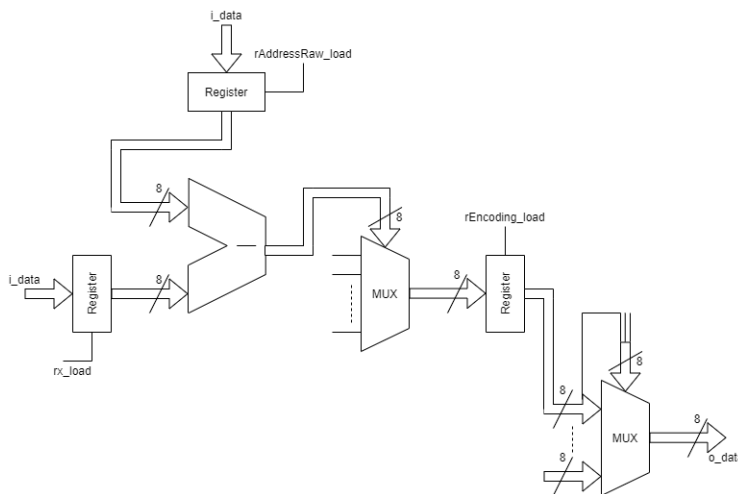 i_data
rAddressRaw_load
Register
8
8
rEncoding_load
i_data
Register
8
MUX
8
Register
rx_load
8
8
MUX
8
o_dat
8